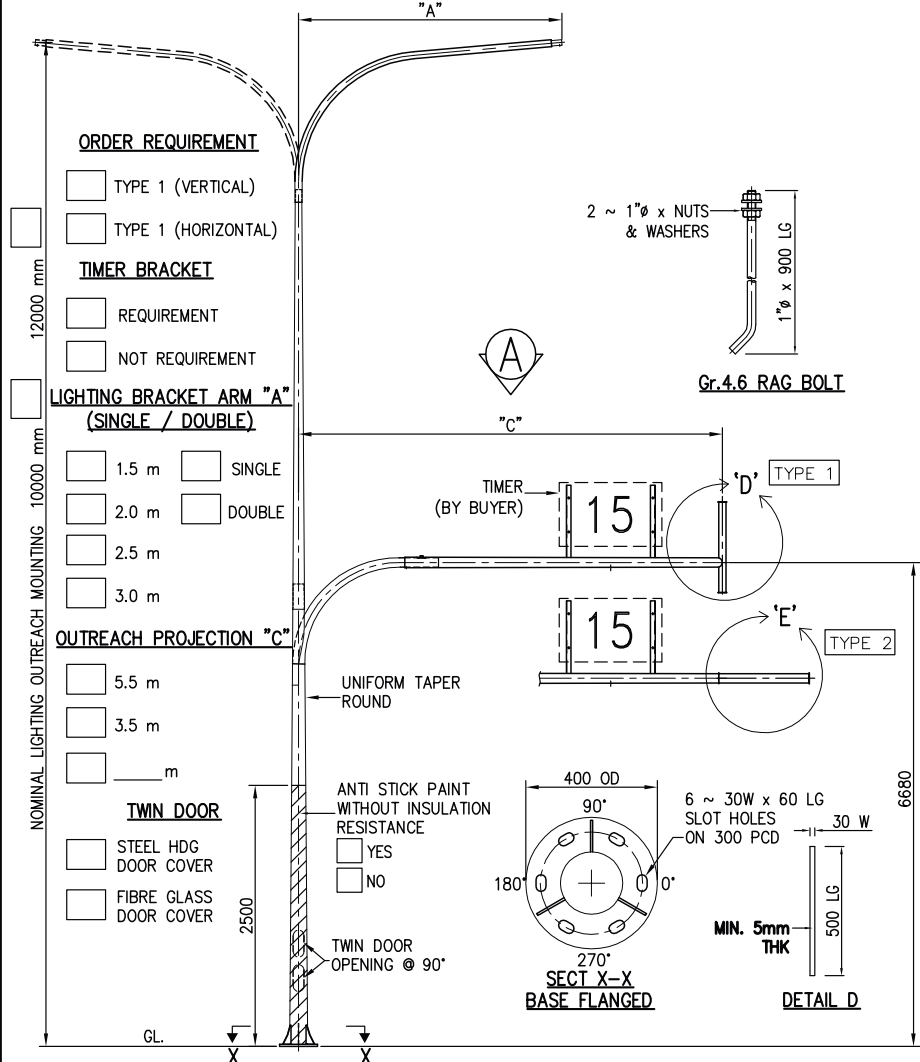 "A"
ORDER REQUIREMENT
TYPE 1 (VERTICAL)
TYPE 1 (HORIZONTAL)
TIMER BRACKET
REQUIREMENT
NOT REQUIREMENT
LIGHTING BRACKET ARM "A"
(SINGLE / DOUBLE)
1.5 m SINGLE
2.0 m DOUBLE
2.5 m
3.0 m
OUTREACH PROJECTION "C"
5.5 m
3.5 m
_____m
TWIN DOOR
STEEL HDG
DOOR COVER
FIBRE GLASS
DOOR COVER
NOMINAL LIGHTING OUTREACH MOUNTING 10000 mm 12000 mm
2 ~ 1"ø x NUTS
& WASHERS
1"ø x 900 LG
Gr.4.6 RAG BOLT
A
"C"
TIMER
(BY BUYER)
15
'D'
TYPE 1
15
'E'
TYPE 2
UNIFORM TAPER
ROUND
ANTI STICK PAINT
WITHOUT INSULATION
RESISTANCE
YES
NO
2500
TWIN DOOR
OPENING @ 90°
400 OD
90°
180°
0°
270°
6 ~ 30W x 60 LG
SLOT HOLES
ON 300 PCD
SECT X-X
BASE FLANGED
30 W
500 LG
MIN. 5mm
THK
DETAIL D
6680
GL.
X X